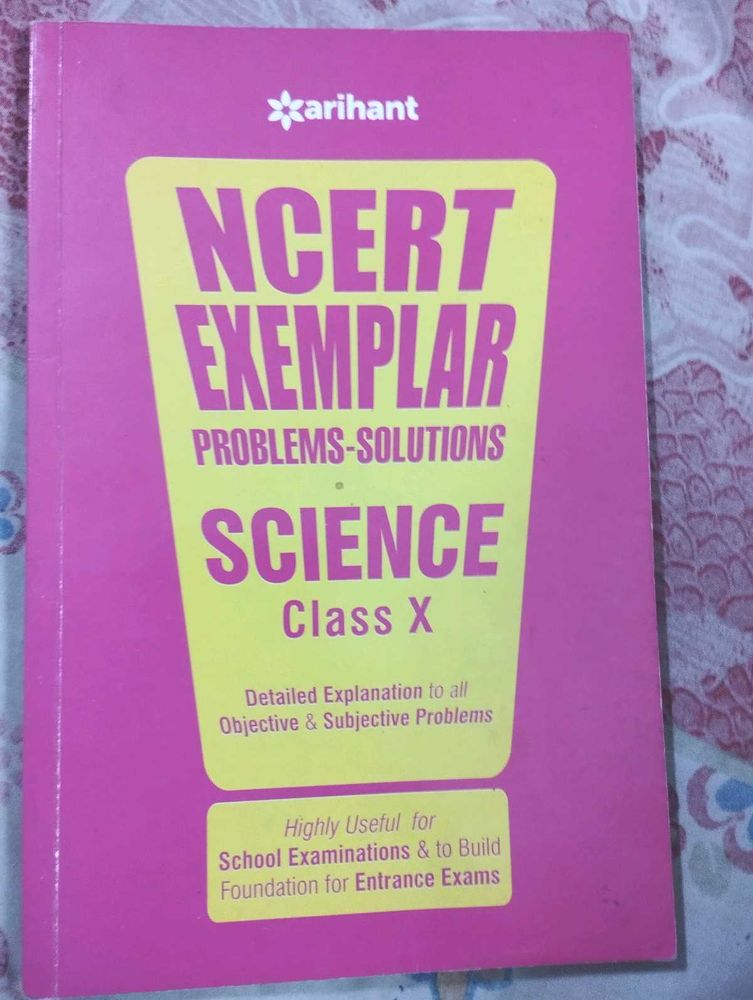 arihant
NCERT
EXEMPLAR
PROBLEMS-SOLUTIONS
SCIENCE
Class X
Detailed Explanation to all
Objective & Subjective Problems
Highly Useful for
School Examinations & to Build
Foundation for Entrance Exams